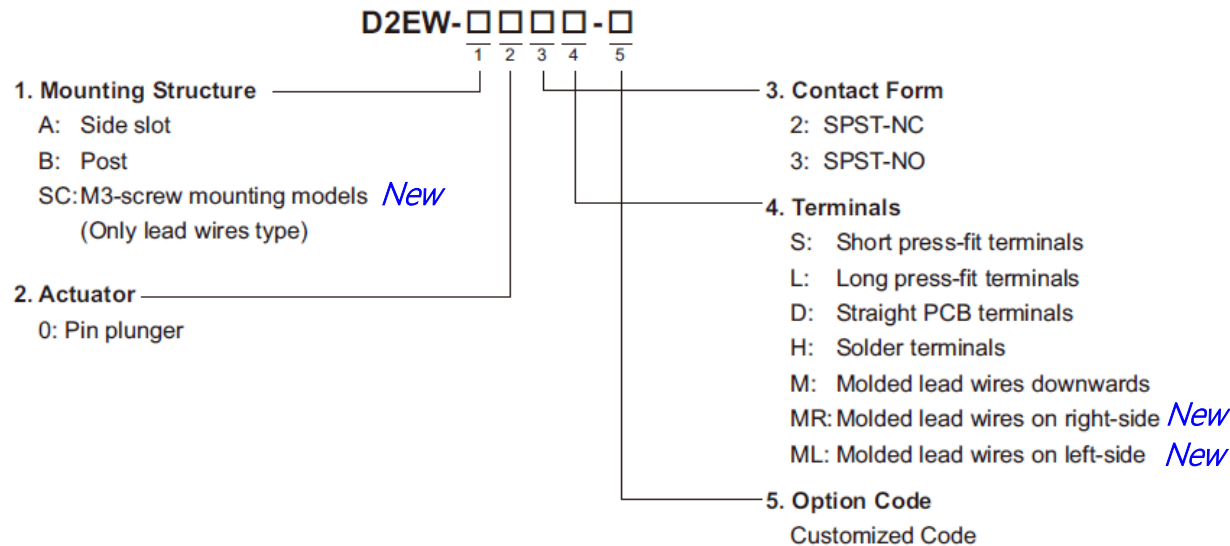 D2EW-□□□□-□
1 2 3 4 5
1. Mounting Structure
A: Side slot
B: Post
SC:M3-screw mounting models New
(Only lead wires type)
2. Actuator
0: Pin plunger
3. Contact Form
2: SPST-NC
3: SPST-NO
4. Terminals
S: Short press-fit terminals
L: Long press-fit terminals
D: Straight PCB terminals
H: Solder terminals
M: Molded lead wires downwards
MR: Molded lead wires on right-side New
ML: Molded lead wires on left-side New
5. Option Code
Customized Code